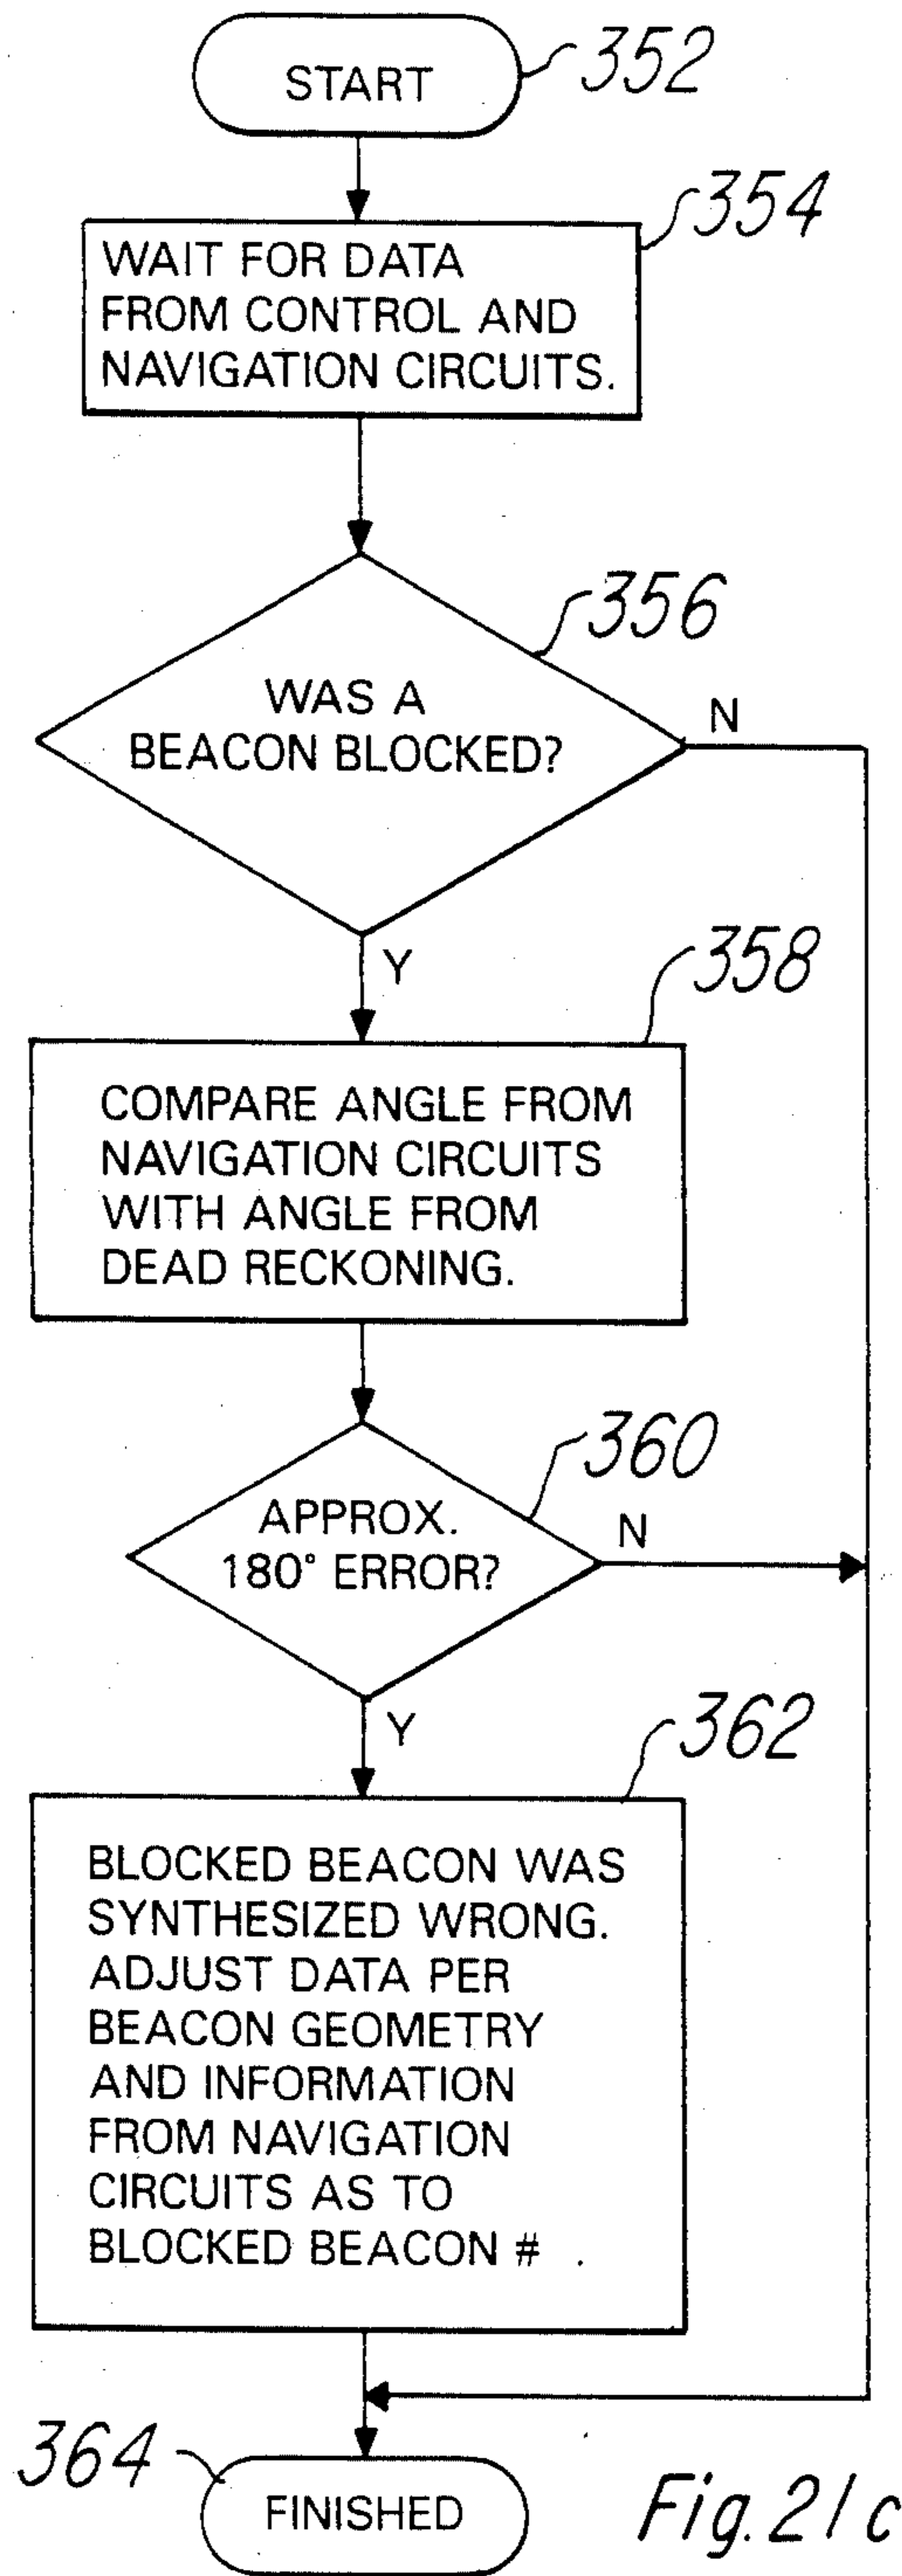 START
352
354
WAIT FOR DATA
FROM CONTROL AND
NAVIGATION CIRCUITS.
356
WAS A
BEACON BLOCKED?
N
Y
358
COMPARE ANGLE FROM
NAVIGATION CIRCUITS
WITH ANGLE FROM
DEAD RECKONING.
360
APPROX.
180° ERROR?
N
Y
362
BLOCKED BEACON WAS
SYNTHESIZED WRONG.
ADJUST DATA PER
BEACON GEOMETRY
AND INFORMATION
FROM NAVIGATION
CIRCUITS AS TO
BLOCKED BEACON # .
364
FINISHED
Fig. 21c